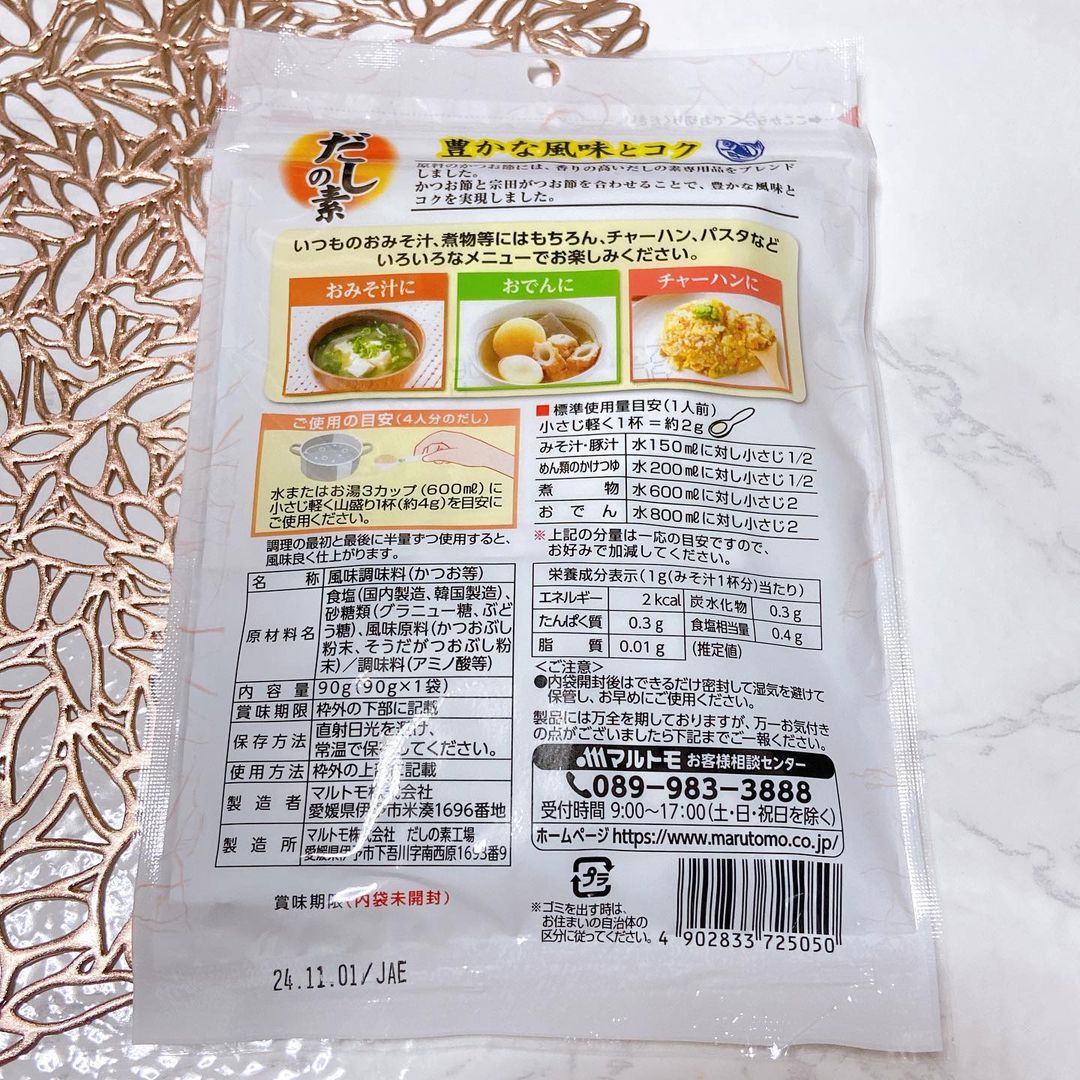 だしの素
豊かな風味とコク
原料のかつお節には、香りの高いだしの素専用品をブレンド
しました。
かつお節と宗田がつお節を合わせることで、豊かな風味と
コクを実現しました。
いつものおみそ汁、煮物等にはもちろん、チャーハン、パスタなど
いろいろなメニューでお楽しみください。
おみそ汁に
おでんに
チャーハンに
ご使用の目安(4人分のだし)
水またはお湯3カップ(600㎖)に
小さじ軽く山盛り1杯(約4g)を目安に
ご使用ください。
調理の最初と最後に半量ずつ使用すると、
風味良く仕上がります。
■標準使用量目安(1人前)
小さじ軽く1杯=約2g
みそ汁・豚汁 水150㎖に対し小さじ1/2
めん類のかけつゆ 水200㎖に対し小さじ1/2
煮物 水600㎖に対し小さじ2
おでん 水800㎖に対し小さじ2
※上記の分量は一応の目安ですので、
お好みで加減してください。
名称 風味調味料(かつお等)
原材料名 食塩(国内製造、韓国製造)、
砂糖類(グラニュー糖、ぶど
う糖)、風味原料(かつおぶし
粉末、そうだがつおぶし粉
末)/調味料(アミノ酸等)
内容量 90g(90g×1袋)
賞味期限 枠外の下部に記載
保存方法 直射日光を避け、
常温で保存してください。
使用方法 枠外の上部に記載
製造者 マルトモ株式会社
愛媛県伊予市米湊1696番地
製造所 マルトモ株式会社 だしの素工場
愛媛県伊予市下吾川字南西原1693番9
栄養成分表示(1g(みそ汁1杯分)当たり)
エネルギー 2kcal 炭水化物 0.3g
たんぱく質 0.3g 食塩相当量 0.4g
脂質 0.01g (推定値)
<ご注意>
●内袋開封後はできるだけ密封して湿気を避けて
保管し、お早めにご使用ください。
製品には万全を期しておりますが、万一お気付き
の点がございましたら下記までご一報ください。
マルトモ お客様相談センター
089-983-3888
受付時間 9:00~17:00(土・日・祝日を除く)
ホームページ https://www.marutomo.co.jp/
プラ
※ゴミを出す時は、
お住まいの自治体の
区分に従ってください。
4 902833 725050
賞味期限(内袋未開封)
24.11.01/JAE